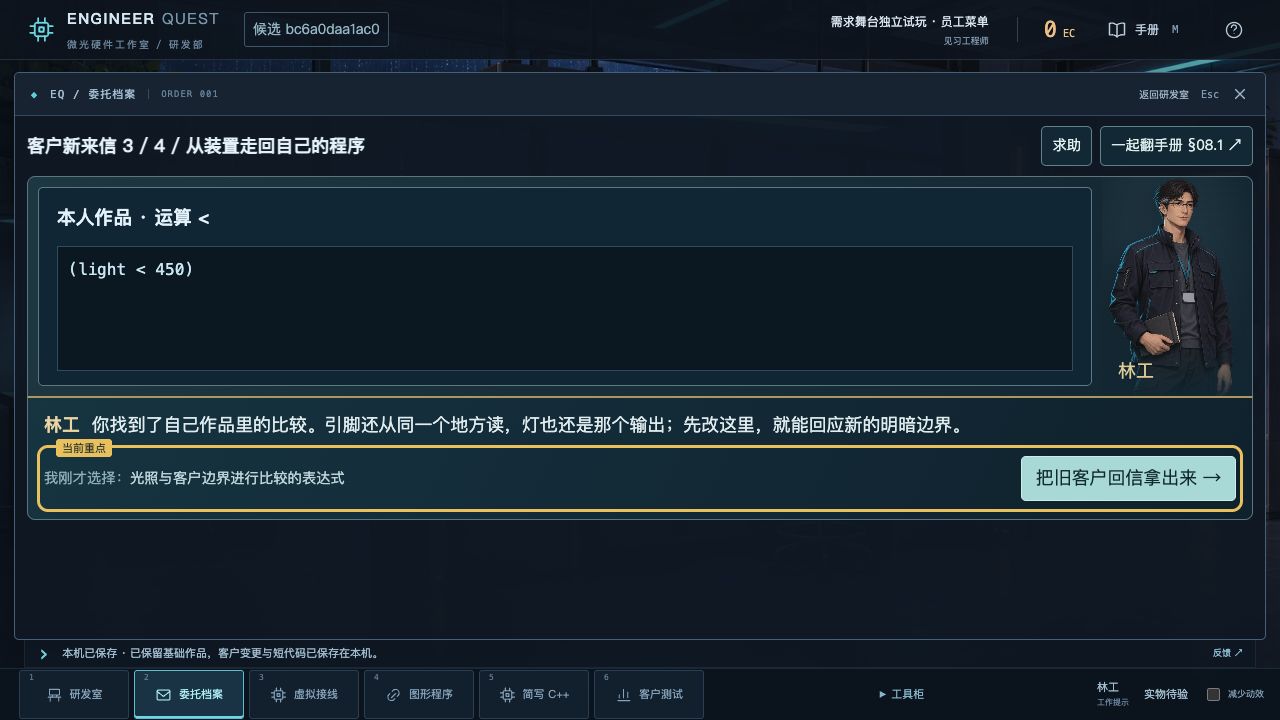 ENGINEER QUEST
微光硬件工作室 / 研发部
候选 bc6a0daa1ac0
需求舞台独立试玩 · 员工菜单
见习工程师
0 EC
手册 M
EQ / 委托档案 ORDER 001
返回研发室 Esc
客户新来信 3 / 4 / 从装置走回自己的程序
求助
一起翻手册 §08.1 ↗
本人作品 · 运算 <
(light < 450)
林工
林工 你找到了自己作品里的比较。引脚还从同一个地方读，灯也还是那个输出；先改这里，就能回应新的明暗边界。
当前重点
我刚才选择：光照与客户边界进行比较的表达式
把旧客户回信拿出来 →
本机已保存 · 已保留基础作品，客户变更与短代码已保存在本机。
反馈 ↗
1 研发室
2 委托档案
3 虚拟接线
4 图形程序
5 简写 C++
6 客户测试
工具柜
林工
工作提示
实物待验
减少动效